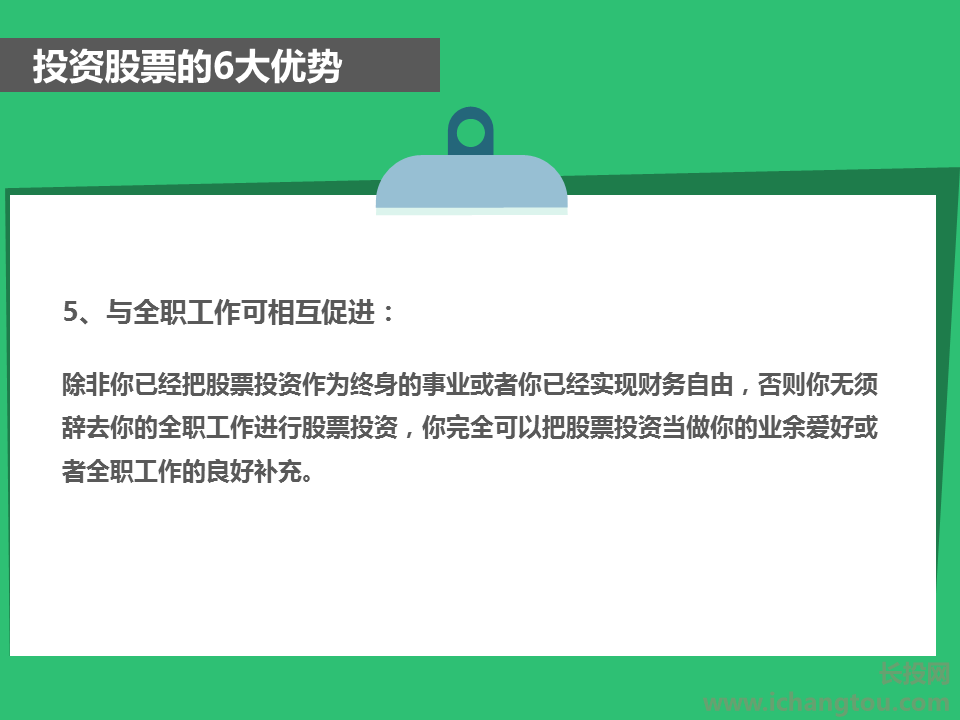 投资股票的6大优势
5、与全职工作可相互促进：
除非你已经把股票投资作为终身的事业或者你已经实现财务自由，否则你无须
辞去你的全职工作进行股票投资，你完全可以把股票投资当做你的业余爱好或
者全职工作的良好补充。
长投网
www.ichangtou.com